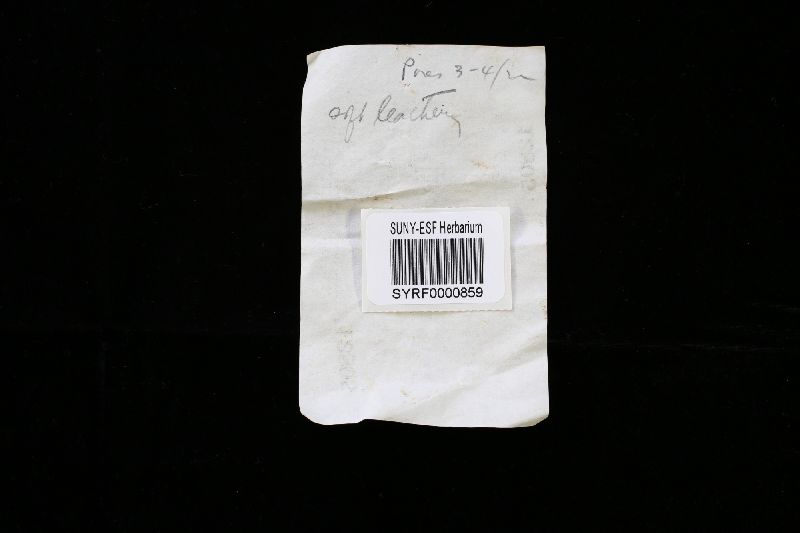 Pores 3-4/m
soft leathery
SUNY-ESF Herbarium
SYRF0000859